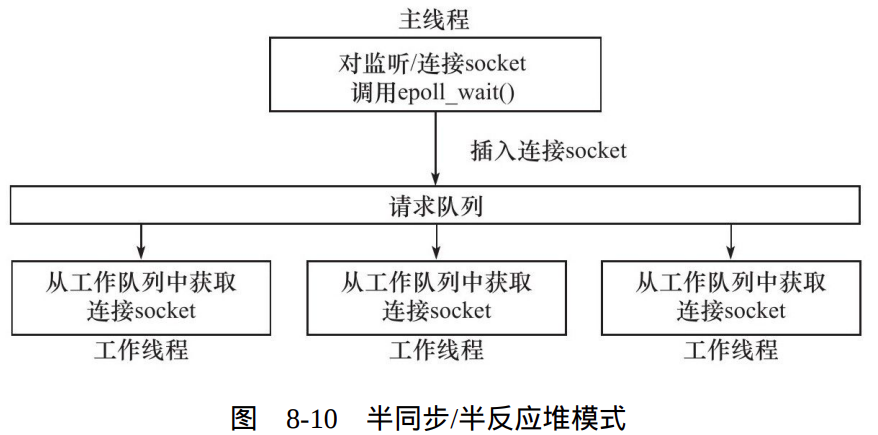 主线程
对监听/连接socket
调用epoll_wait()
插入连接socket
请求队列
从工作队列中获取
连接socket
从工作队列中获取
连接socket
从工作队列中获取
连接socket
工作线程
工作线程
工作线程
图 8-10 半同步/半反应堆模式